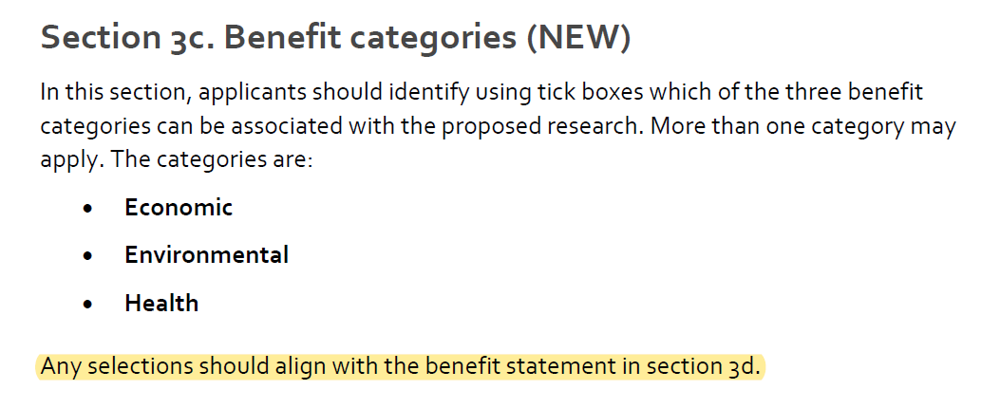 Section 3c. Benefit categories (NEW)
In this section, applicants should identify using tick boxes which of the three benefit
categories can be associated with the proposed research. More than one category may
apply. The categories are:
• Economic
• Environmental
• Health
Any selections should align with the benefit statement in section 3d.